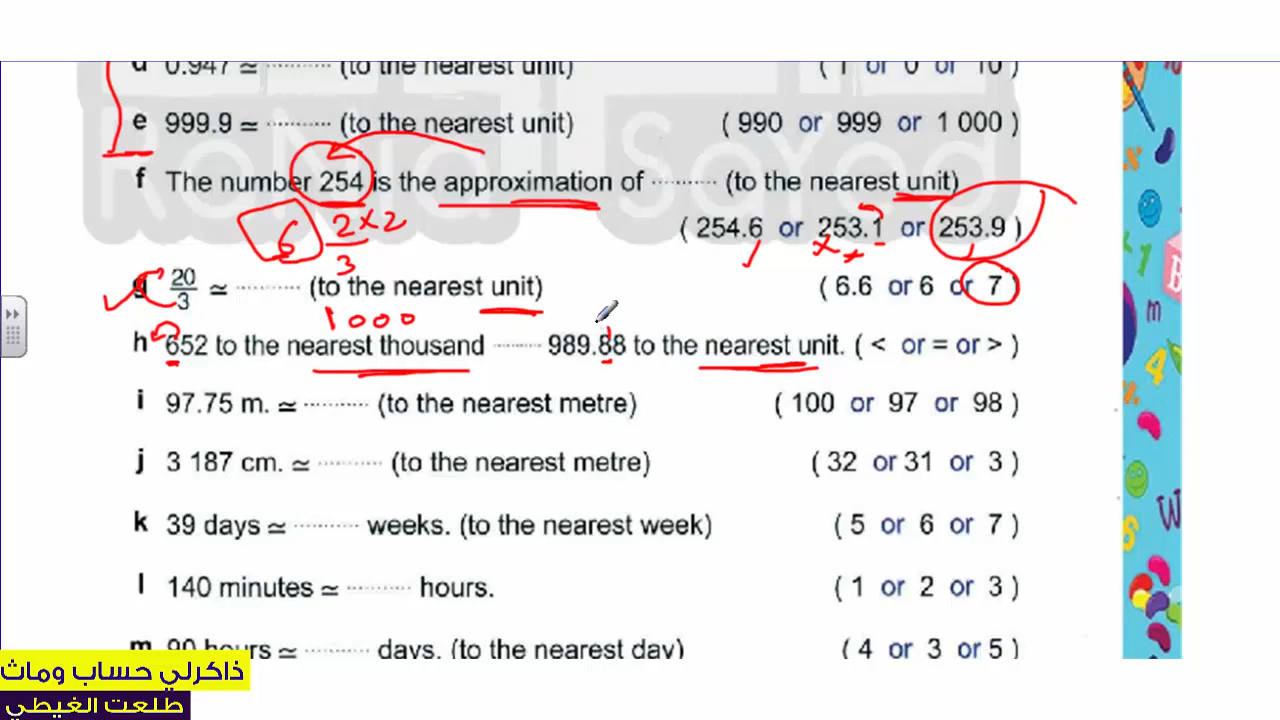 d 0.947 ≃ ············ (to the nearest unit) ( 1 or 0 or 10 )
e 999.9 ≃ ············ (to the nearest unit) ( 990 or 999 or 1 000 )
f The number 254 is the approximation of ············ (to the nearest unit)
( 254.6 or 253.1 or 253.9 )
6 2 × 2
3
g 20/3 ≃ ············ (to the nearest unit) ( 6.6 or 6 or 7 )
1000
h 652 to the nearest thousand ········ 989.88 to the nearest unit. ( < or = or > )
i 97.75 m. ≃ ············ (to the nearest metre) ( 100 or 97 or 98 )
j 3 187 cm. ≃ ············ (to the nearest metre) ( 32 or 31 or 3 )
k 39 days ≃ ············ weeks. (to the nearest week) ( 5 or 6 or 7 )
l 140 minutes ≃ ············ hours. ( 1 or 2 or 3 )
m 90 hours ≃ ············ days. (to the nearest day) ( 4 or 3 or 5 )
ذاكرلي حساب وماث
طلعت الغيطي
Rania Sayed